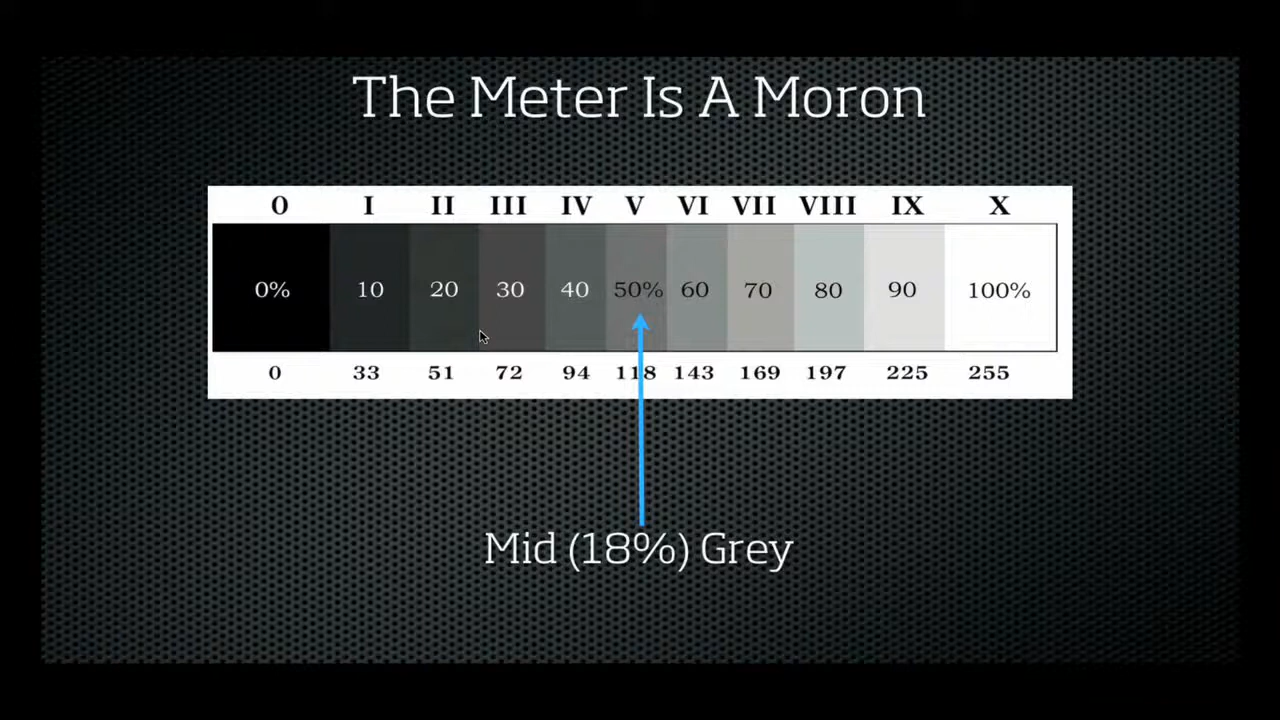 The Meter Is A Moron
0 I II III IV V VI VII VIII IX X
0% 10 20 30 40 50% 60 70 80 90 100%
0 33 51 72 94 118 143 169 197 225 255
Mid (18%) Grey